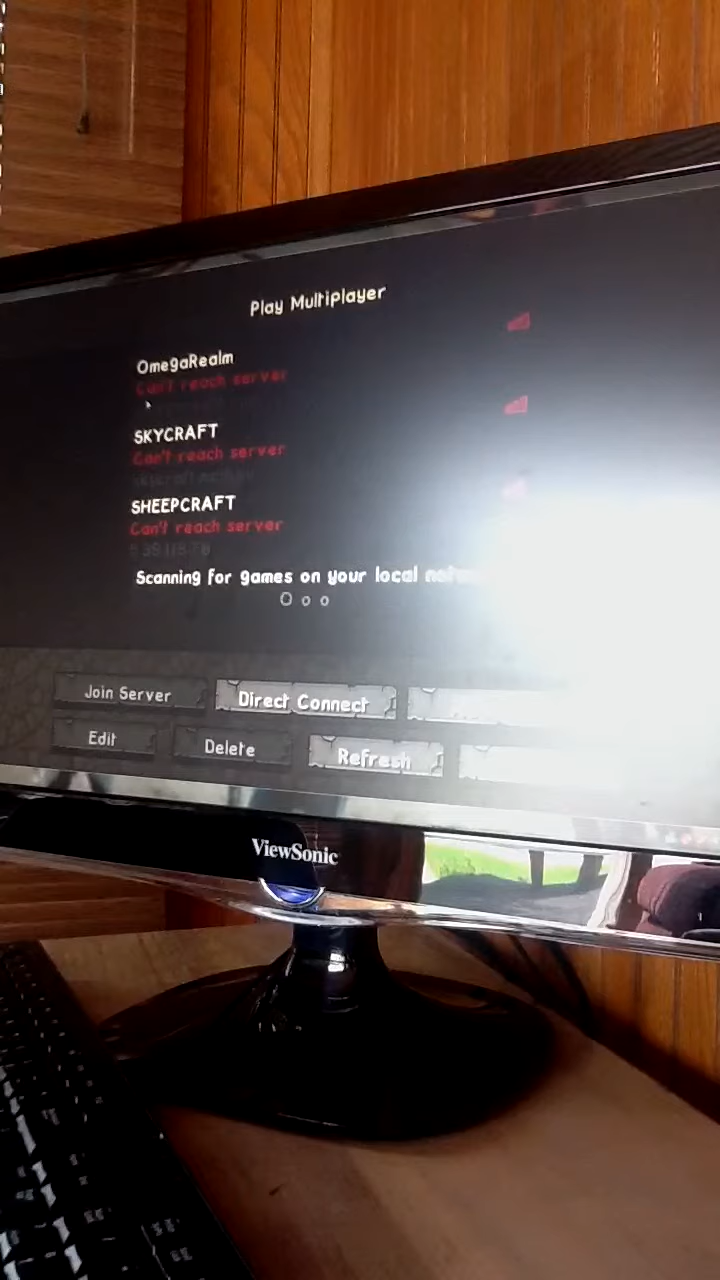 Play Multiplayer
OmegaRealm
Can't reach server
SKYCRAFT
Can't reach server
SHEEPCRAFT
Can't reach server
Scanning for games on your local
Join Server
Direct Connect
Edit
Delete
Refresh
ViewSonic